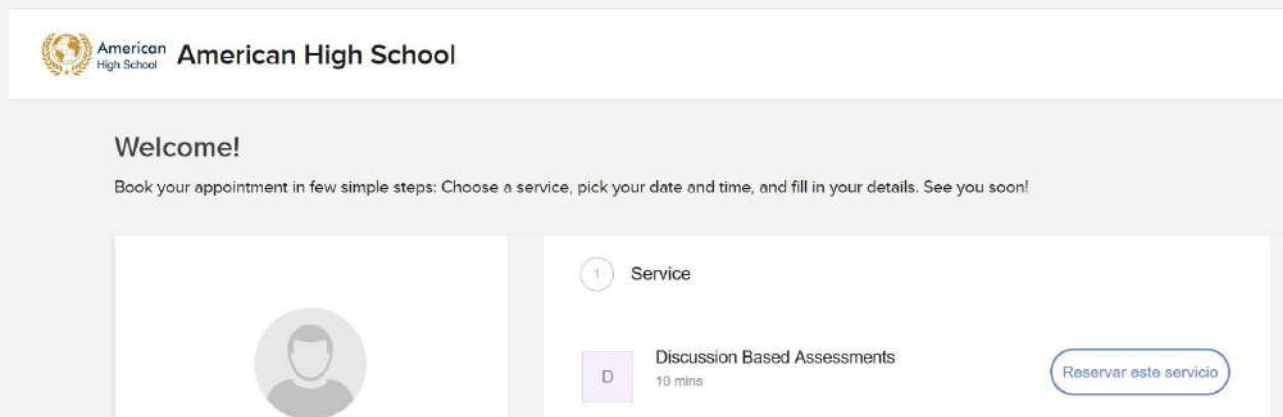 American
High School
American High School
Welcome!
Book your appointment in few simple steps: Choose a service, pick your date and time, and fill in your details. See you soon!
1
Service
D
Discussion Based Assessments
10 mins
Reservar este servicio